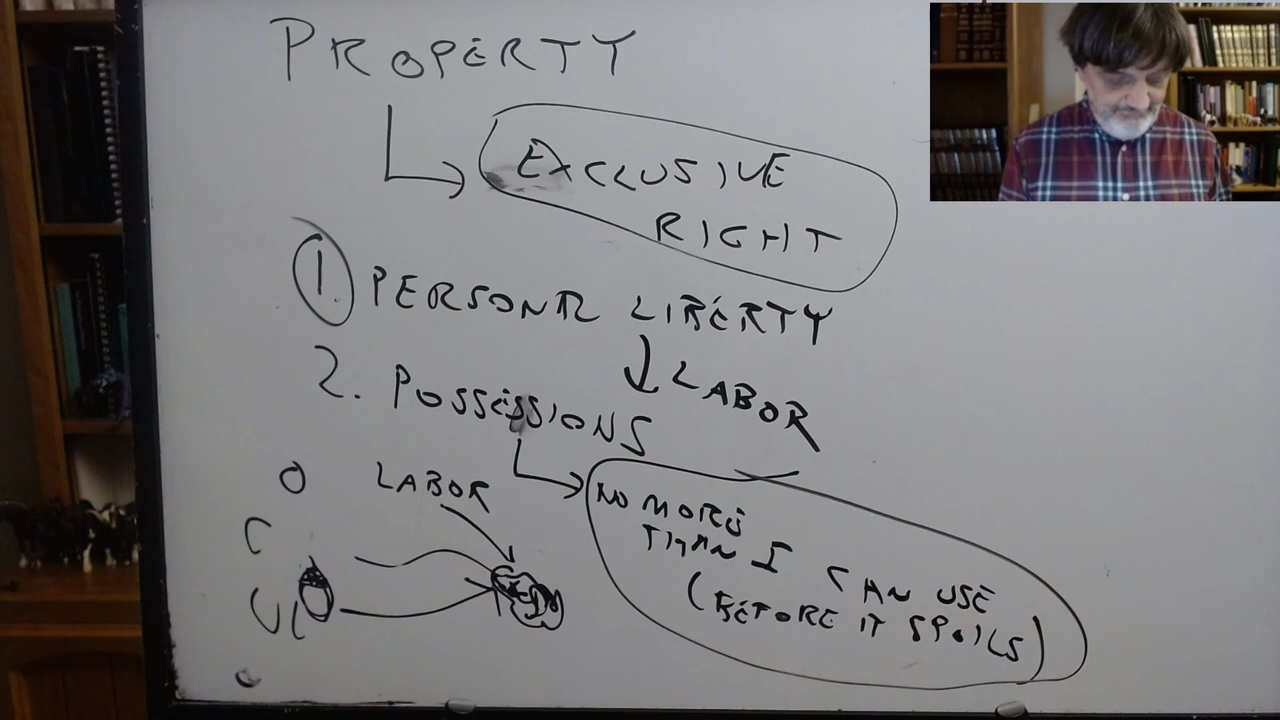 PROPERTY
EXCLUSIVE
RIGHT
1. PERSONAL LIBERTY
LABOR
2. POSSESSIONS
LABOR
NO MORE
THAN I CAN USE
(BEFORE IT SPOILS)